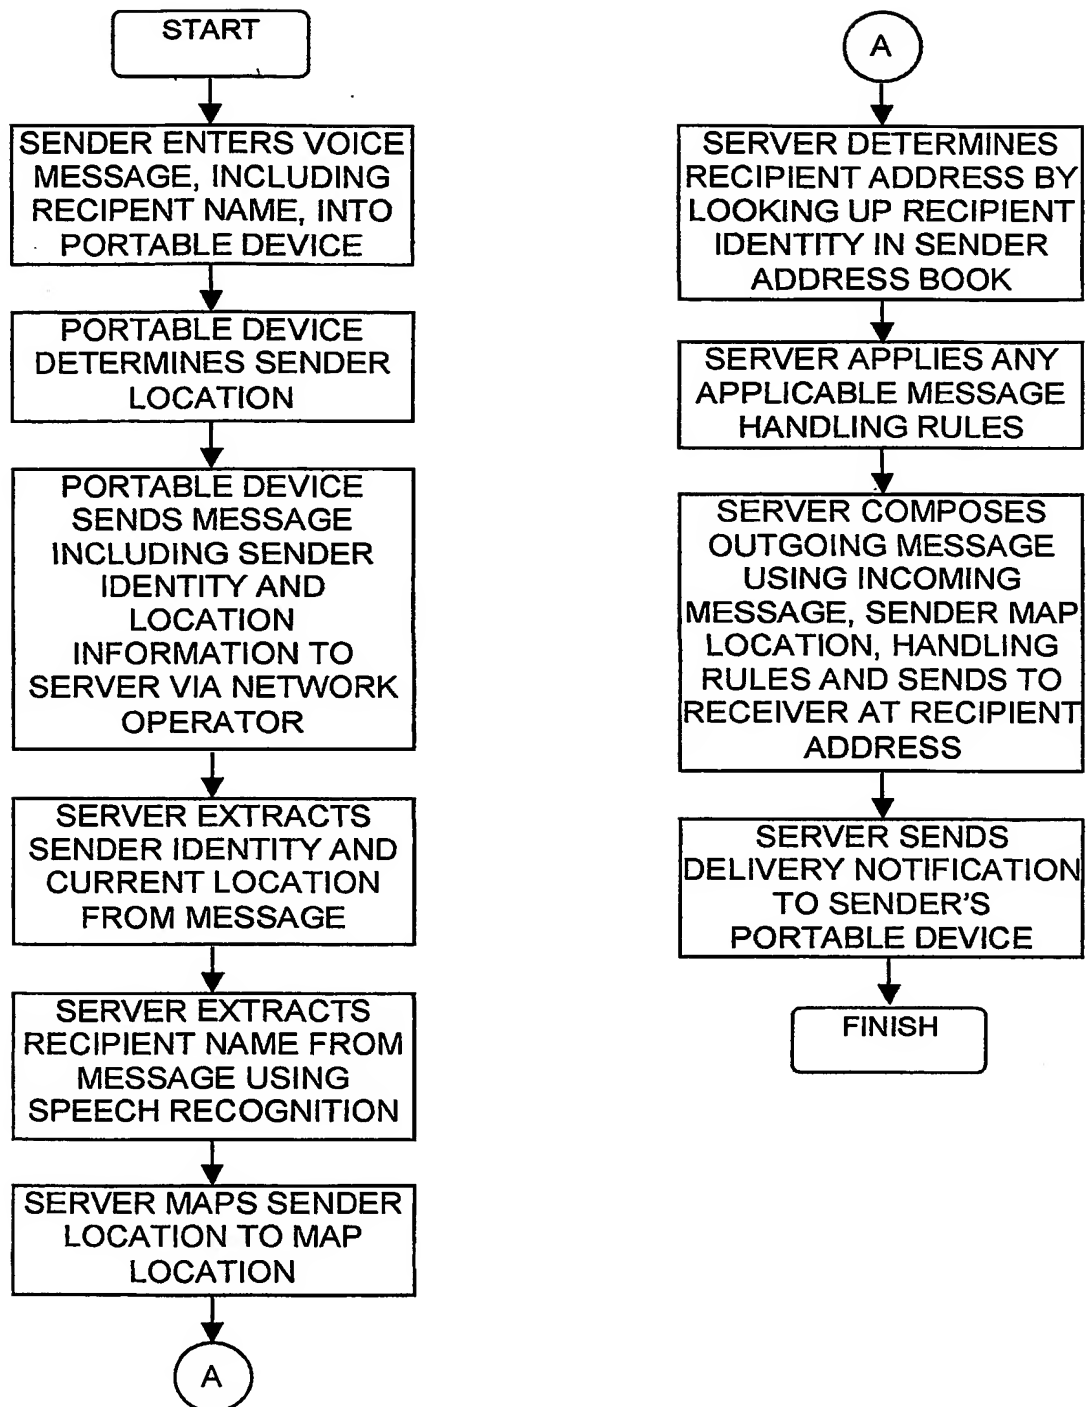 START
SENDER ENTERS VOICE
MESSAGE, INCLUDING
RECIPENT NAME, INTO
PORTABLE DEVICE
PORTABLE DEVICE
DETERMINES SENDER
LOCATION
PORTABLE DEVICE
SENDS MESSAGE
INCLUDING SENDER
IDENTITY AND
LOCATION
INFORMATION TO
SERVER VIA NETWORK
OPERATOR
SERVER EXTRACTS
SENDER IDENTITY AND
CURRENT LOCATION
FROM MESSAGE
SERVER EXTRACTS
RECIPIENT NAME FROM
MESSAGE USING
SPEECH RECOGNITION
SERVER MAPS SENDER
LOCATION TO MAP
LOCATION
A
A
SERVER DETERMINES
RECIPIENT ADDRESS BY
LOOKING UP RECIPIENT
IDENTITY IN SENDER
ADDRESS BOOK
SERVER APPLIES ANY
APPLICABLE MESSAGE
HANDLING RULES
SERVER COMPOSES
OUTGOING MESSAGE
USING INCOMING
MESSAGE, SENDER MAP
LOCATION, HANDLING
RULES AND SENDS TO
RECEIVER AT RECIPIENT
ADDRESS
SERVER SENDS
DELIVERY NOTIFICATION
TO SENDER'S
PORTABLE DEVICE
FINISH